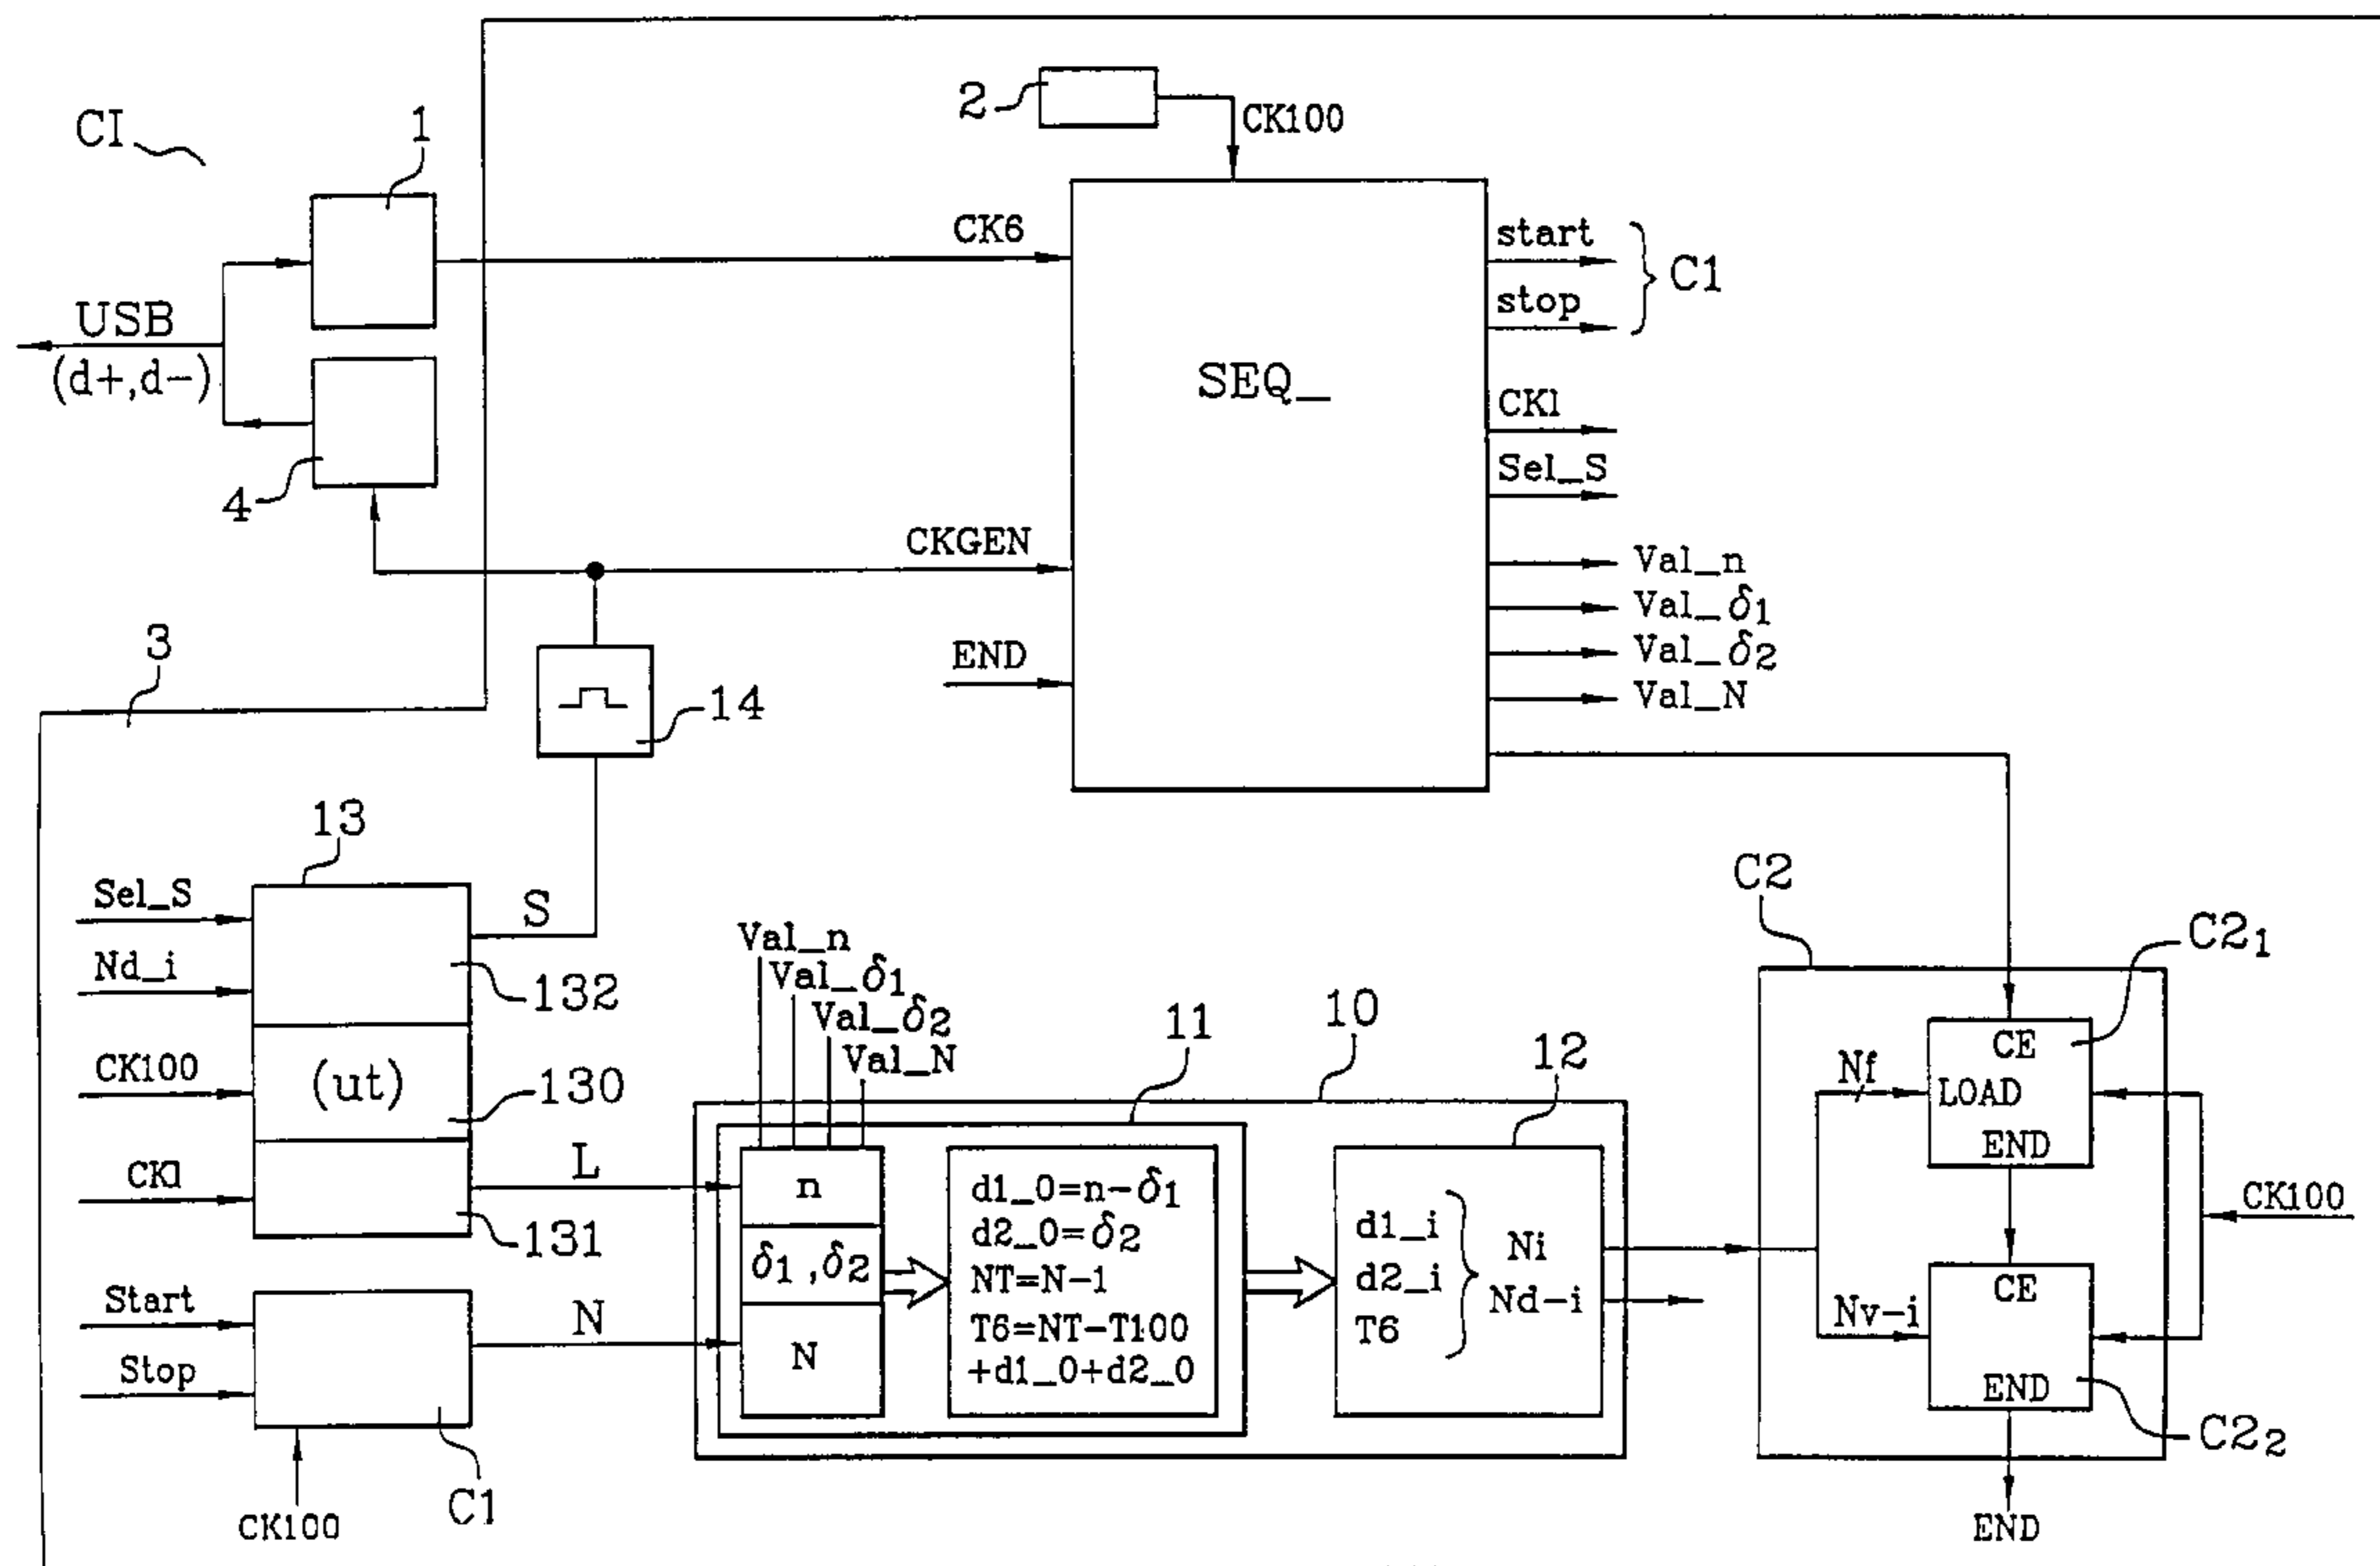 CI
1
2
CK100
CK6
USB
(d+,d-)
4
SEQ_
start
stop
C1
CK1
Sel_S
CKGEN
END
Val_n
Val_δ1
Val_δ2
Val_N
3
14
13
Sel_S
Nd_i
CK100
CK1
S
132
(ut)
130
131
L
Start
Stop
N
C1
CK100
Val_n
Val_δ1
Val_δ2
Val_N
11
10
12
n
δ1,δ2
N
d1_0=n-δ1
d2_0=δ2
NT=N-1
T6=NT-T100
+d1_0+d2_0
d1_i
d2_i
T6
Ni
Nd-i
C2
C2₁
CE
Nf
LOAD
END
CK100
CE
Nv-i
END
C2₂
END